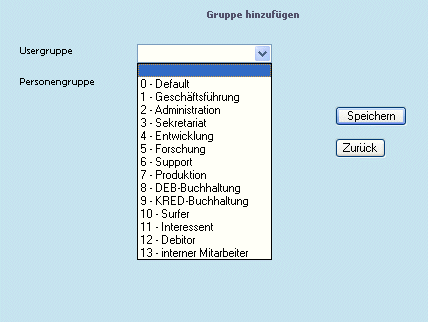 Gruppe hinzufügen
Usergruppe
Personengruppe
0 - Default
1 - Geschäftsführung
2 - Administration
3 - Sekretariat
4 - Entwicklung
5 - Forschung
6 - Support
7 - Produktion
8 - DEB-Buchhaltung
9 - KRED-Buchhaltung
10 - Surfer
11 - Interessent
12 - Debitor
13 - interner Mitarbeiter
Speichern
Zurück